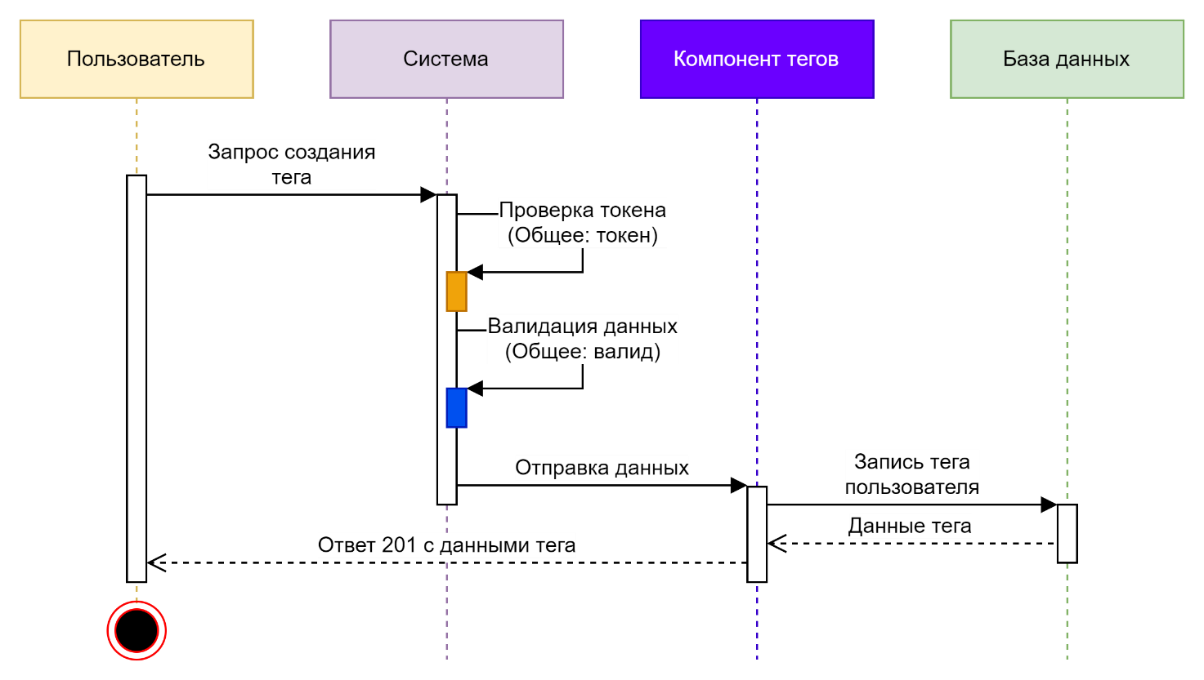 Пользователь
Система
Компонент тегов
База данных
Запрос создания
тега
Проверка токена
(Общее: токен)
Валидация данных
(Общее: валид)
Отправка данных
Запись тега
пользователя
Данные тега
Ответ 201 с данными тега